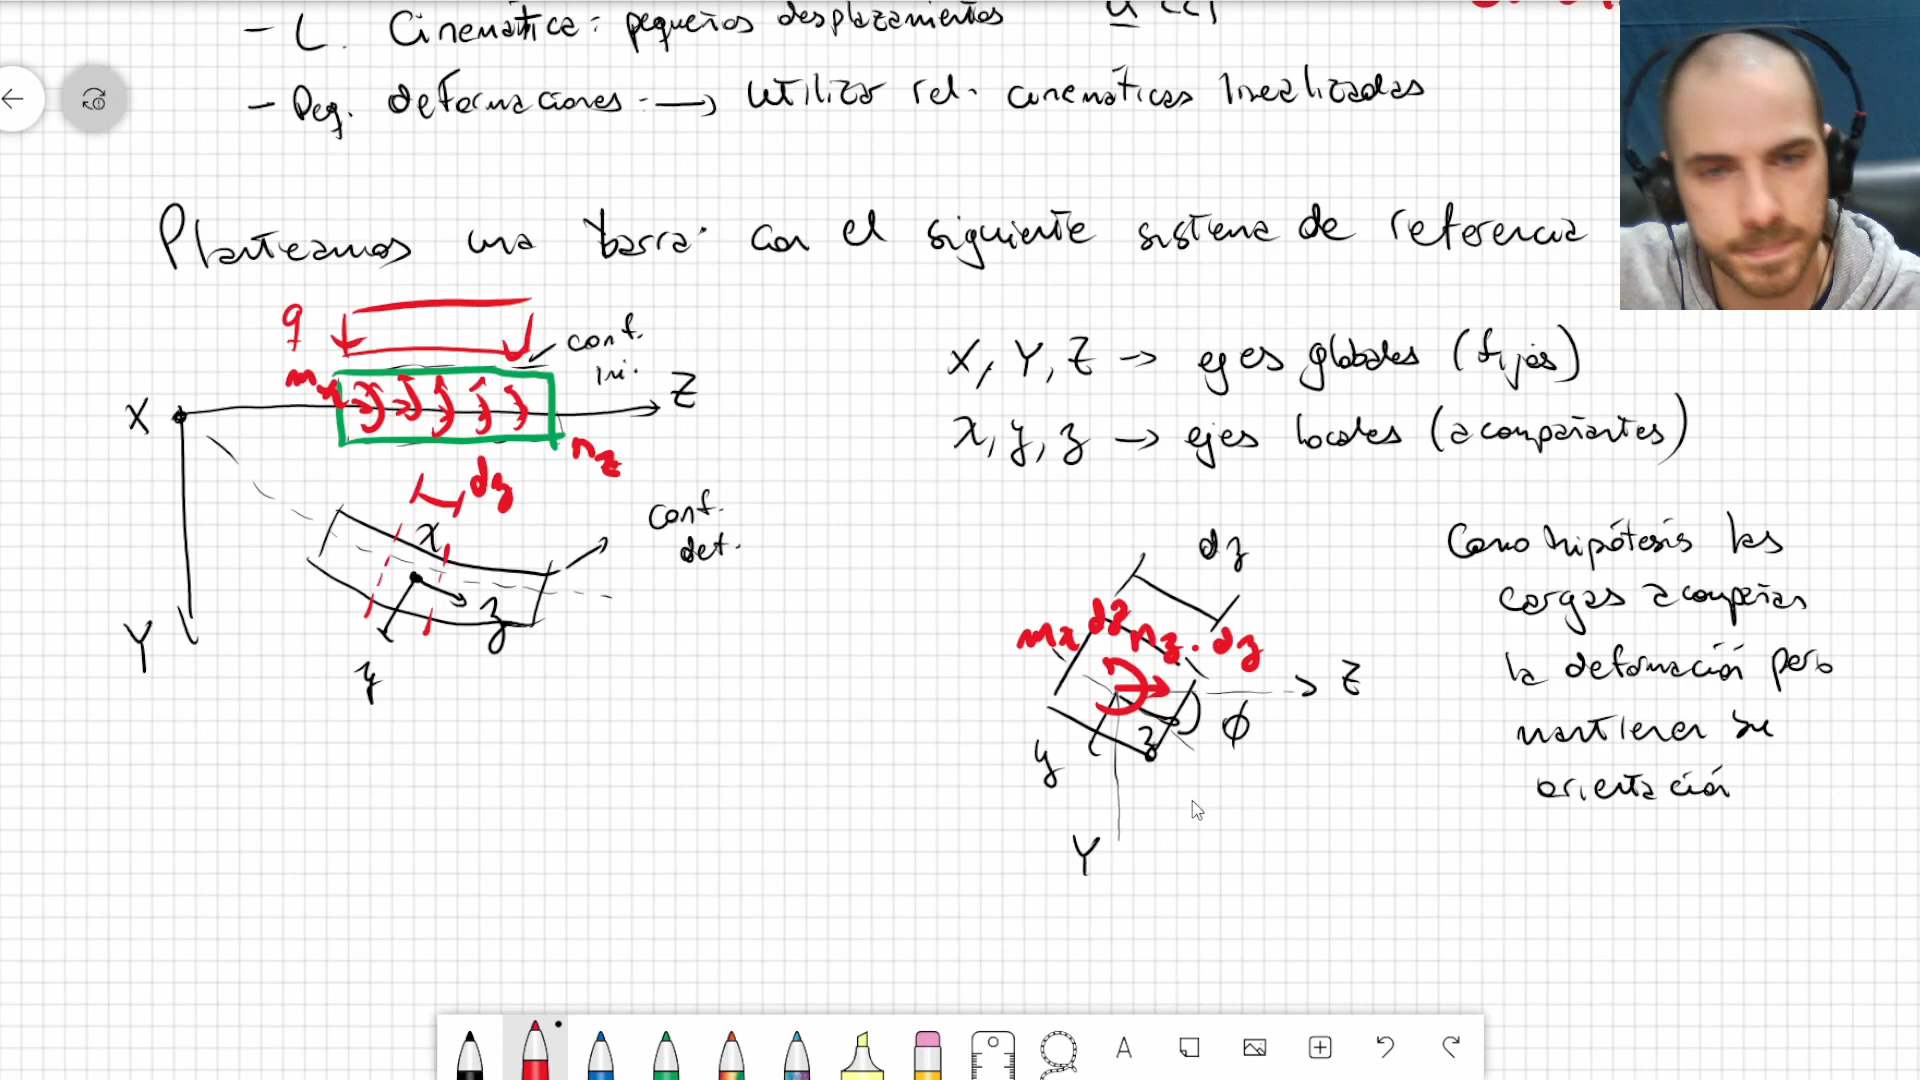 - L. Cinemática: pequeños desplazamientos u <<1
- Peq. deformaciones: → Utilizar rel. cinemáticas linealizadas
Planteamos una barra con el siguiente sistema de referencia
q
conf.
ini.
mx
X
Z
nz
dz
Y
x
z
y
conf.
def.
X, Y, Z → ejes globales (fijos)
x, y, z → ejes locales (acompañantes)
dz
mx dz
nz . dz
Z
ϕ
z
y
Y
Como hipótesis las
cargas acompañan
la deformación pero
mantienen su
orientación
A